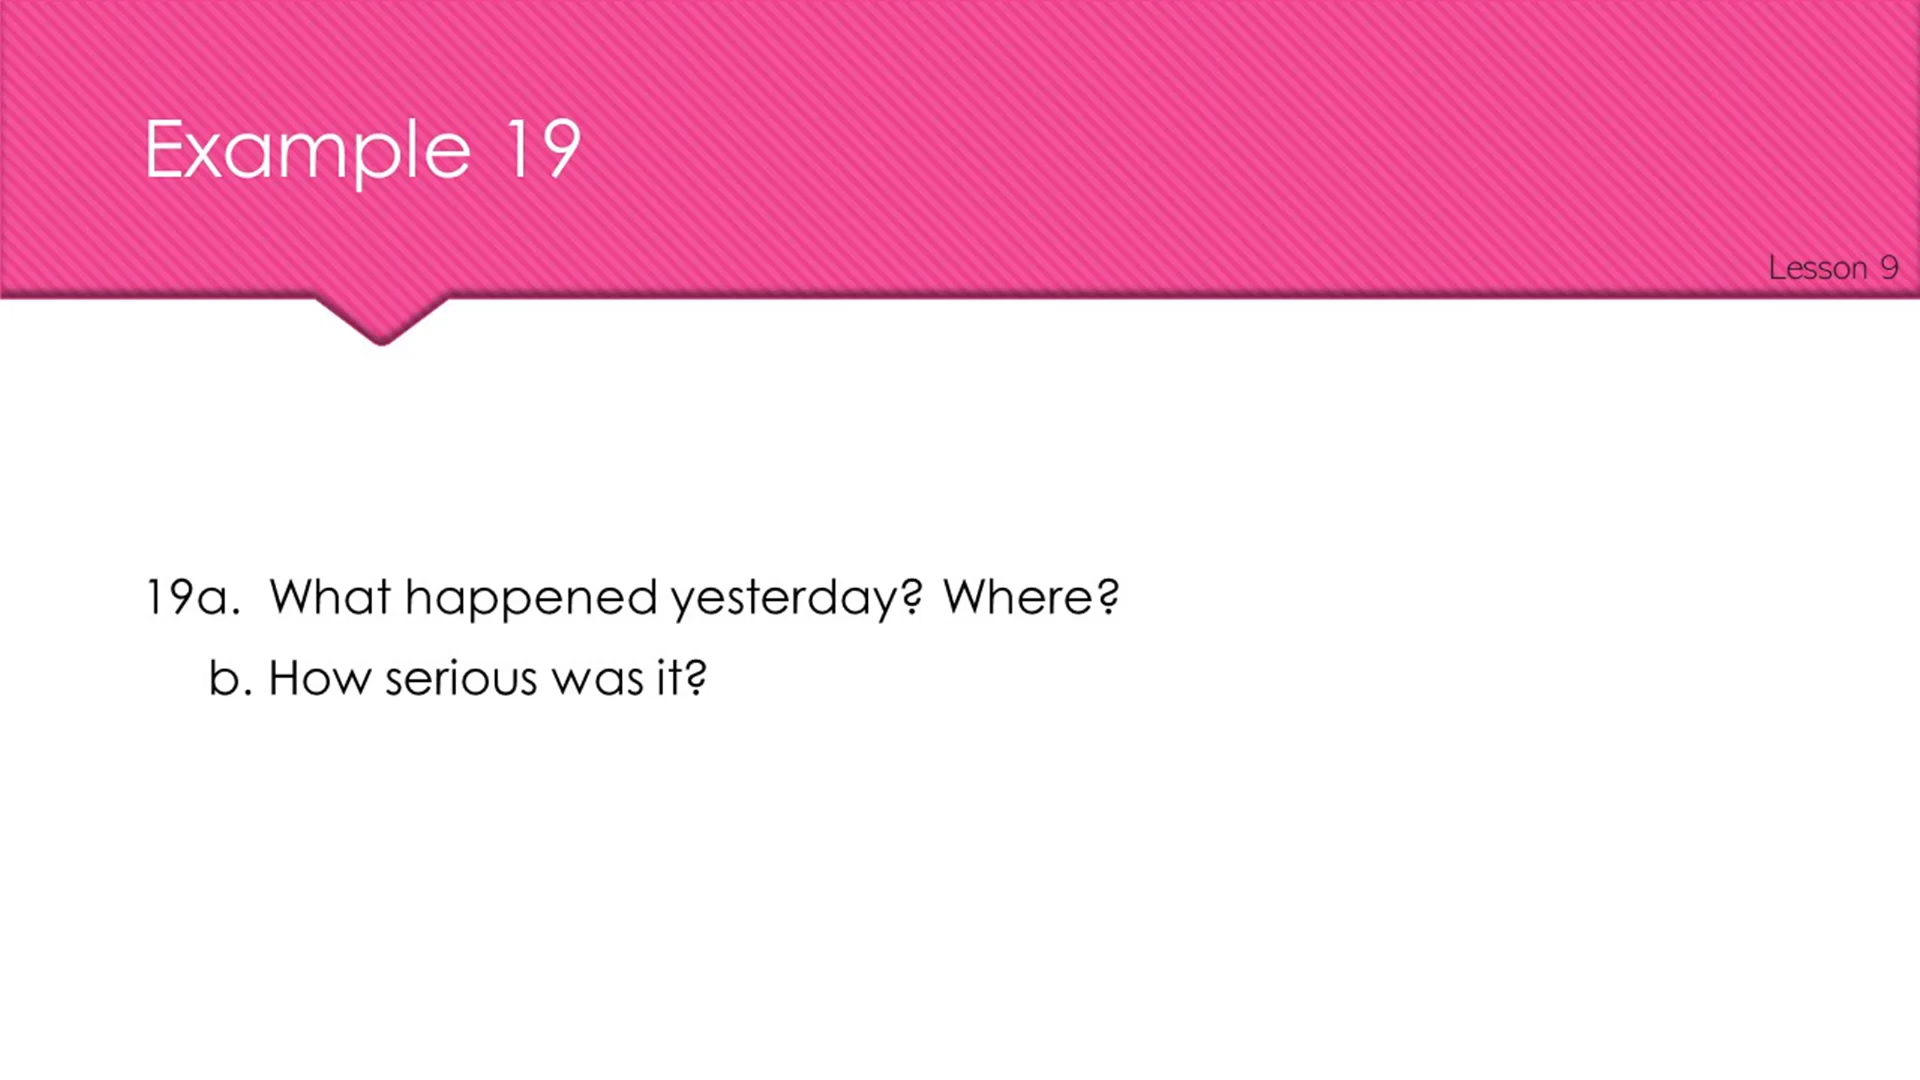 Example 19
Lesson 9
19a. What happened yesterday? Where?
b. How serious was it?